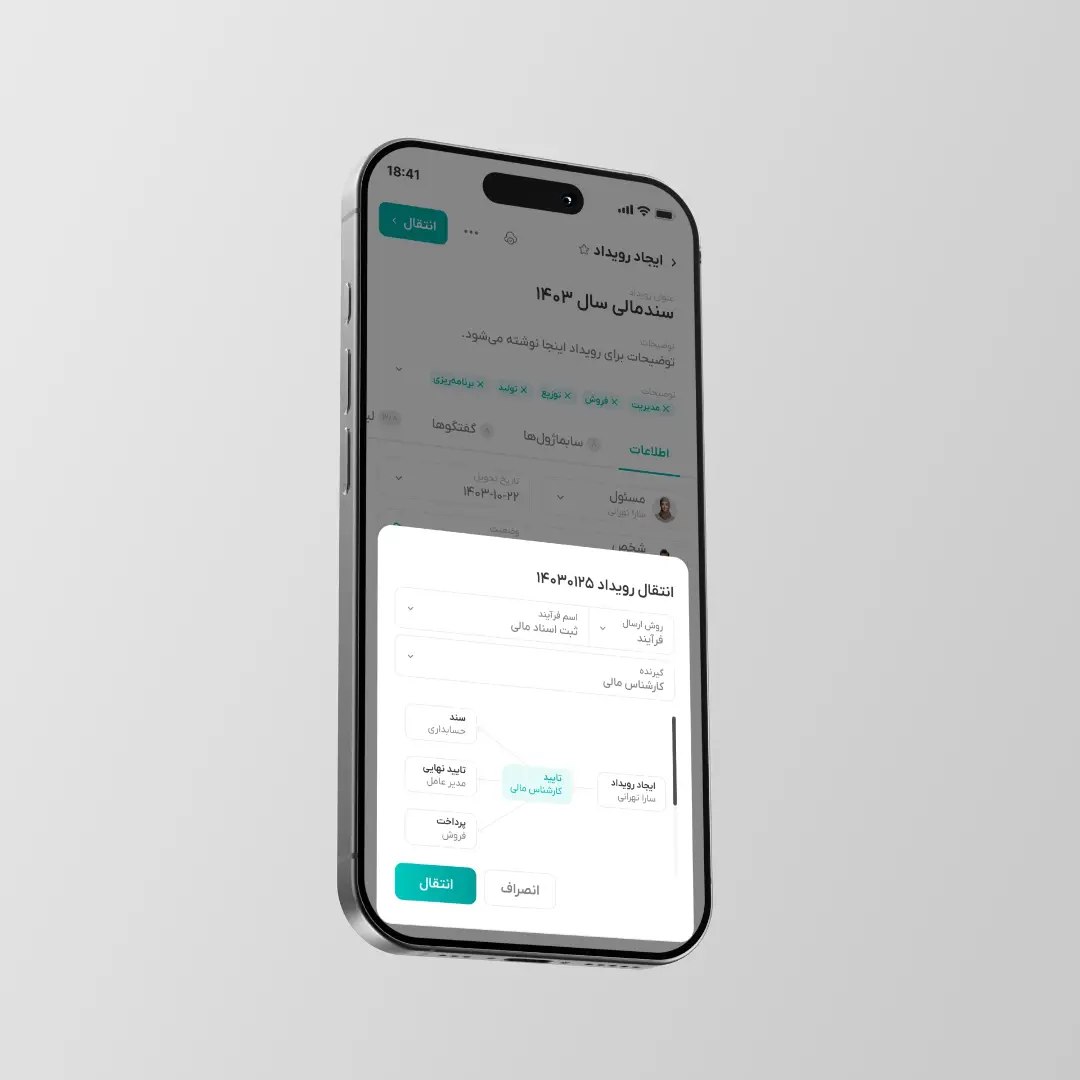 18:41
انتقال
ایجاد رویداد
عنوان رویداد
سندمالی سال ۱۴۰۳
توضیحات
توضیحات برای رویداد اینجا نوشته می‌شود.
توضیحات
مدیریت فروش توزیع تولید برنامه‌ریزی
اطلاعات سابماژول‌ها ۸ گفتگوها ۸
مسئول
سارا تهرانی
تاریخ تحویل
۱۴۰۳-۱۰-۲۲
شخص
وضعیت
انتقال رویداد ۱۴۰۳۰۱۲۵
روش ارسال
فرآیند
اسم فرآیند
ثبت اسناد مالی
گیرنده
کارشناس مالی
ایجاد رویداد
سارا تهرانی
تایید
کارشناس مالی
سند
حسابداری
تایید نهایی
مدیر عامل
پرداخت
فروش
انصراف
انتقال